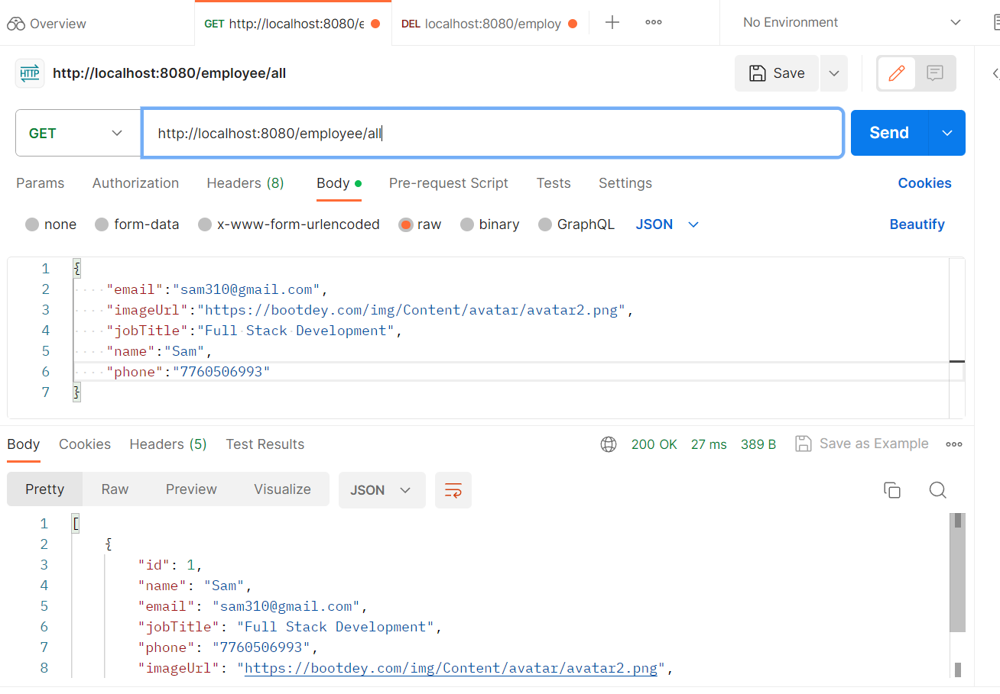 Overview
GET http://localhost:8080/e
DEL localhost:8080/employ
No Environment
HTTP http://localhost:8080/employee/all
Save
GET
http://localhost:8080/employee/all
Send
Params Authorization Headers (8) Body Pre-request Script Tests Settings Cookies
none form-data x-www-form-urlencoded raw binary GraphQL JSON Beautify
1 {
2 "email":"sam310@gmail.com",
3 "imageUrl":"https://bootdey.com/img/Content/avatar/avatar2.png",
4 "jobTitle":"Full Stack Development",
5 "name":"Sam",
6 "phone":"7760506993"
7 }
Body Cookies Headers (5) Test Results 200 OK 27 ms 389 B Save as Example
Pretty Raw Preview Visualize JSON
1 [
2 {
3 "id": 1,
4 "name": "Sam",
5 "email": "sam310@gmail.com",
6 "jobTitle": "Full Stack Development",
7 "phone": "7760506993",
8 "imageUrl": "https://bootdey.com/img/Content/avatar/avatar2.png",